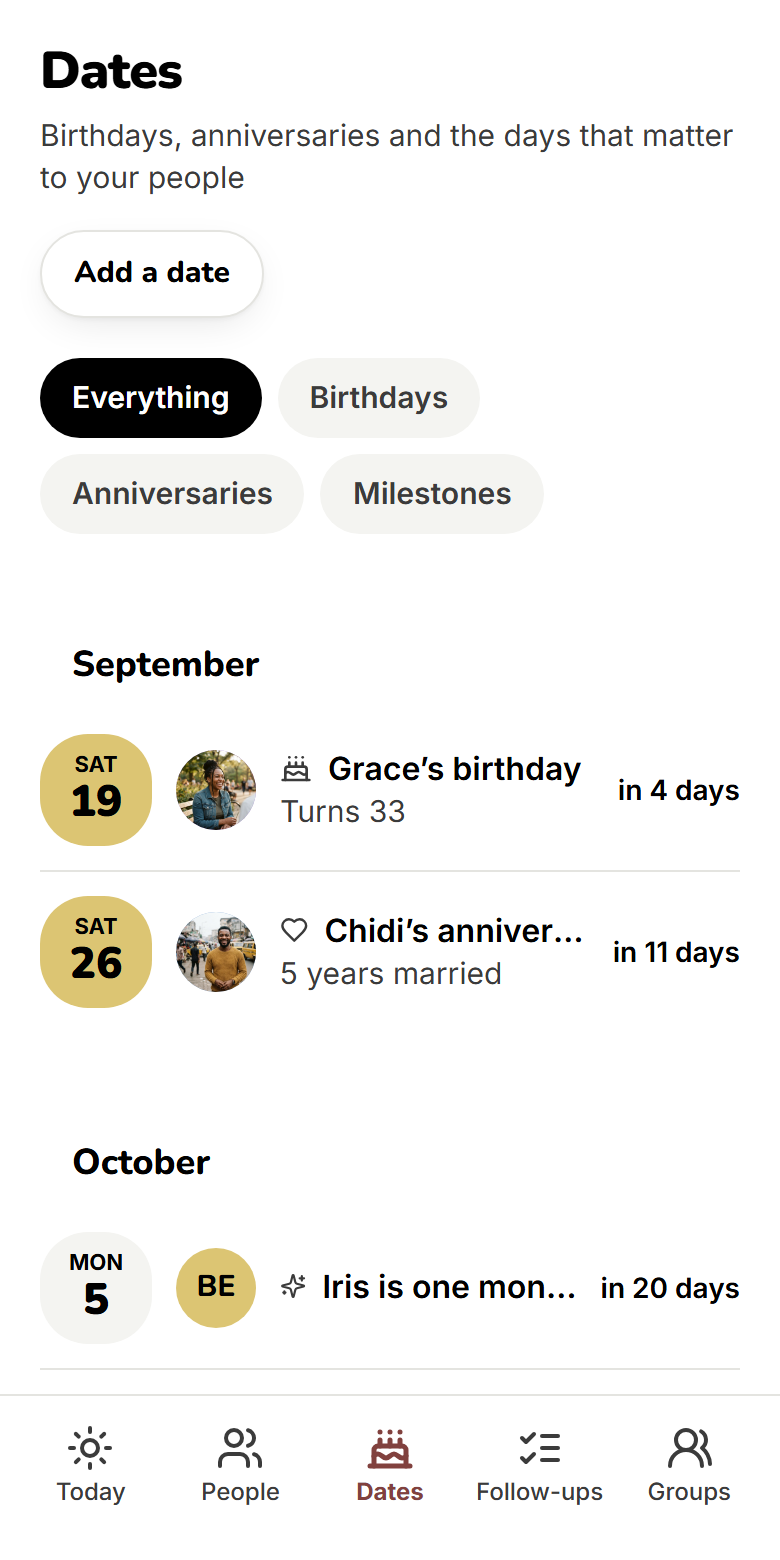 Dates
Birthdays, anniversaries and the days that matter
to your people
Add a date
Everything
Birthdays
Anniversaries
Milestones
September
SAT
19
Grace’s birthday
Turns 33
in 4 days
SAT
26
Chidi’s anniver…
5 years married
in 11 days
October
MON
5
BE
Iris is one mon…
in 20 days
Today
People
Dates
Follow-ups
Groups